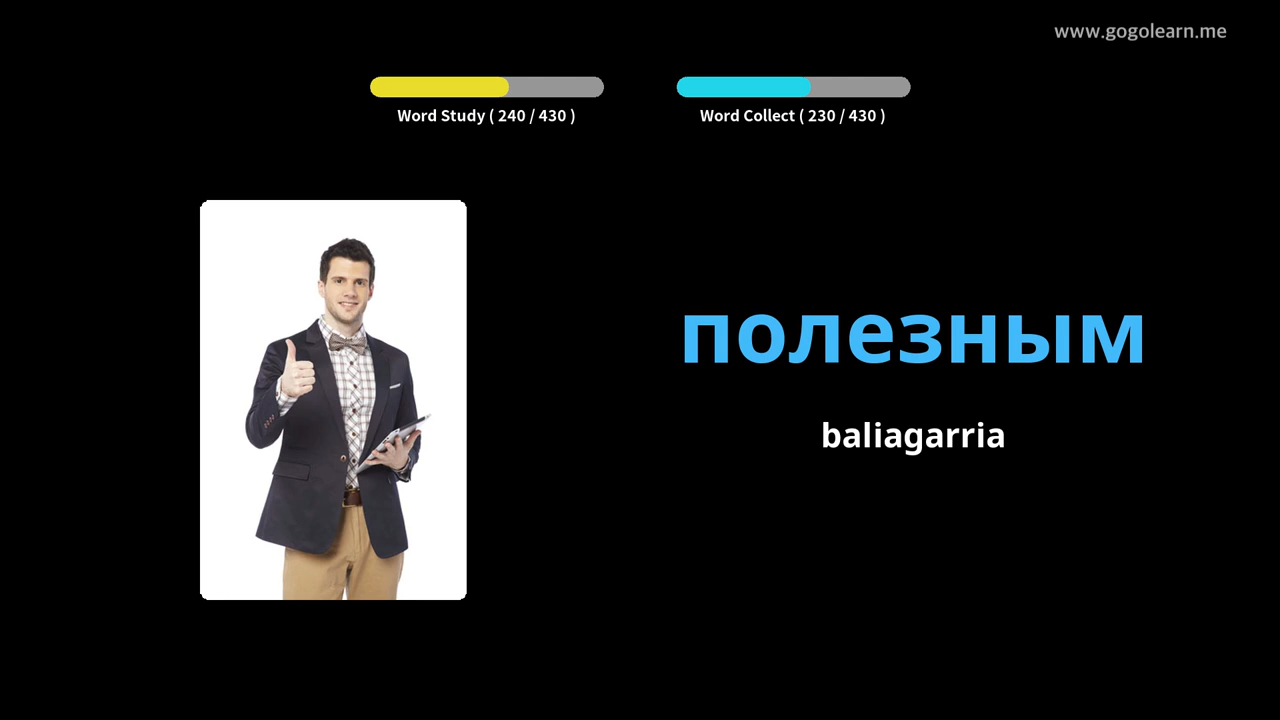 www.gogolearn.me
Word Study ( 240 / 430 )
Word Collect ( 230 / 430 )
полезным
baliagarria